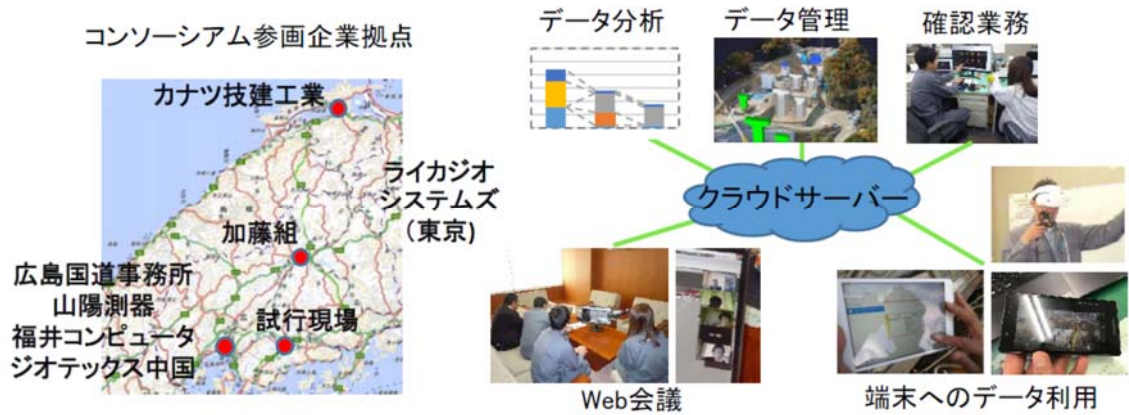 コンソーシアム参画企業拠点
カナツ技建工業
ライカジオ
システムズ
（東京)
加藤組
広島国道事務所
山陽測器
福井コンピュータ
ジオテックス中国
試行現場
データ分析
データ管理
確認業務
クラウドサーバー
Web会議
端末へのデータ利用